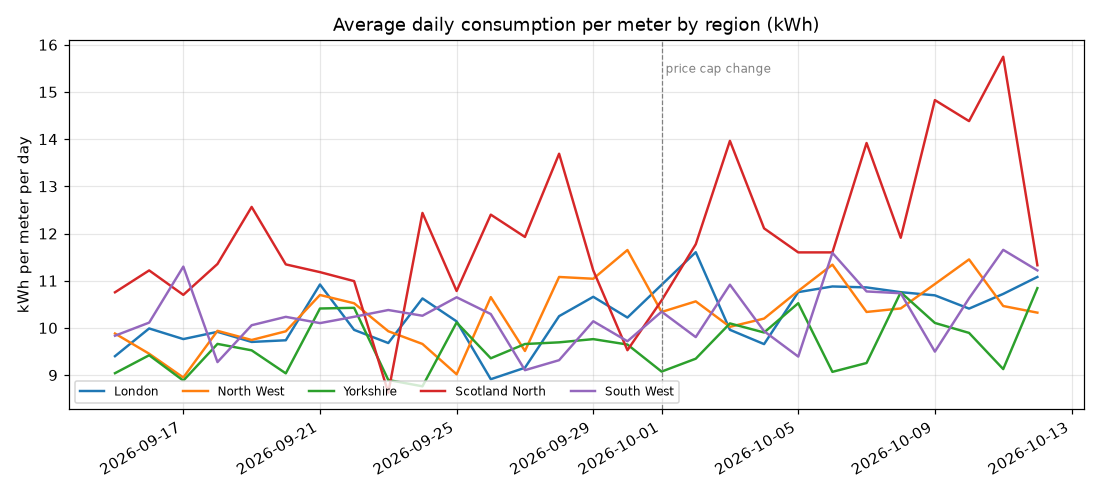 Average daily consumption per meter by region (kWh)
16
15
14
13
12
11
10
9
kWh per meter per day
price cap change
London North West Yorkshire Scotland North South West
2026-09-17 2026-09-21 2026-09-25 2026-09-29 2026-10-01 2026-10-05 2026-10-09 2026-10-13